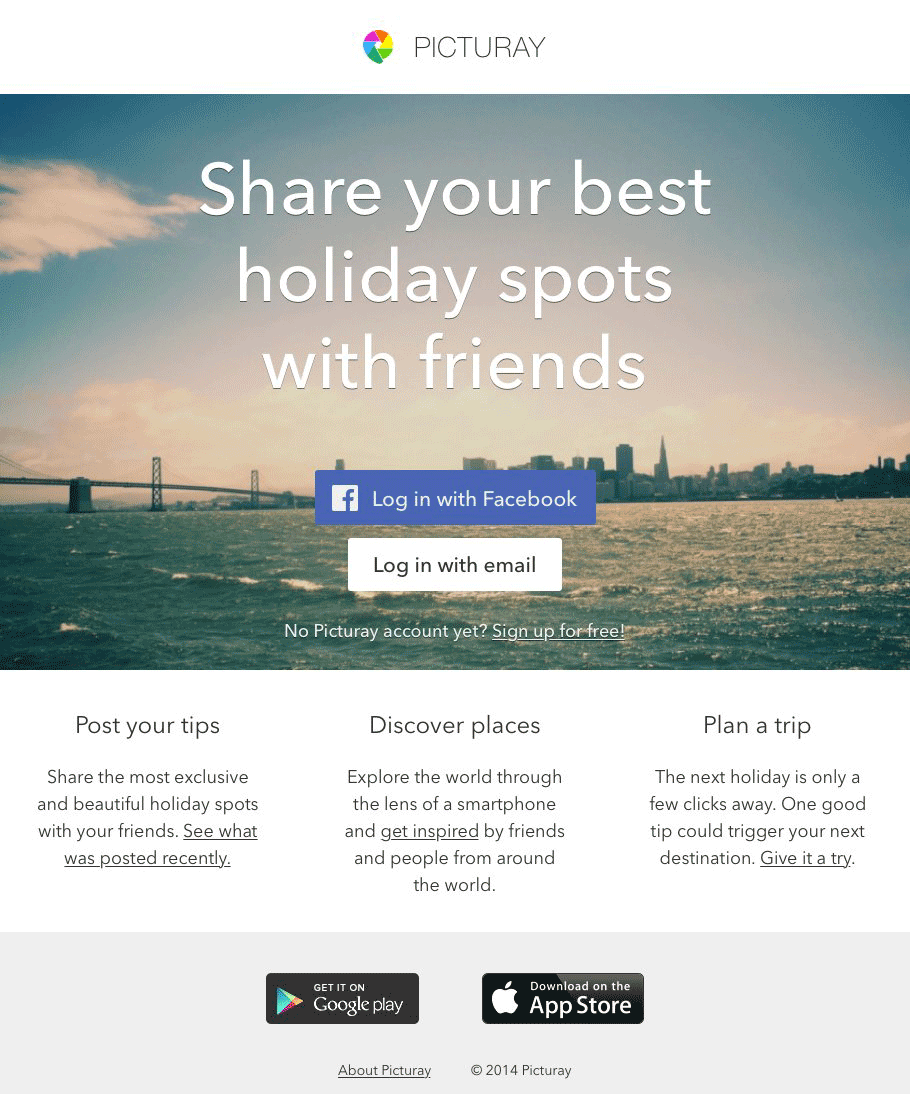 PICTURAY
Share your best
holiday spots
with friends
Log in with Facebook
Log in with email
No Picturay account yet? Sign up for free!
Post your tips
Share the most exclusive
and beautiful holiday spots
with your friends. See what
was posted recently.
Discover places
Explore the world through
the lens of a smartphone
and get inspired by friends
and people from around
the world.
Plan a trip
The next holiday is only a
few clicks away. One good
tip could trigger your next
destination. Give it a try.
GET IT ON
Google play
Download on the
App Store
About Picturay
© 2014 Picturay